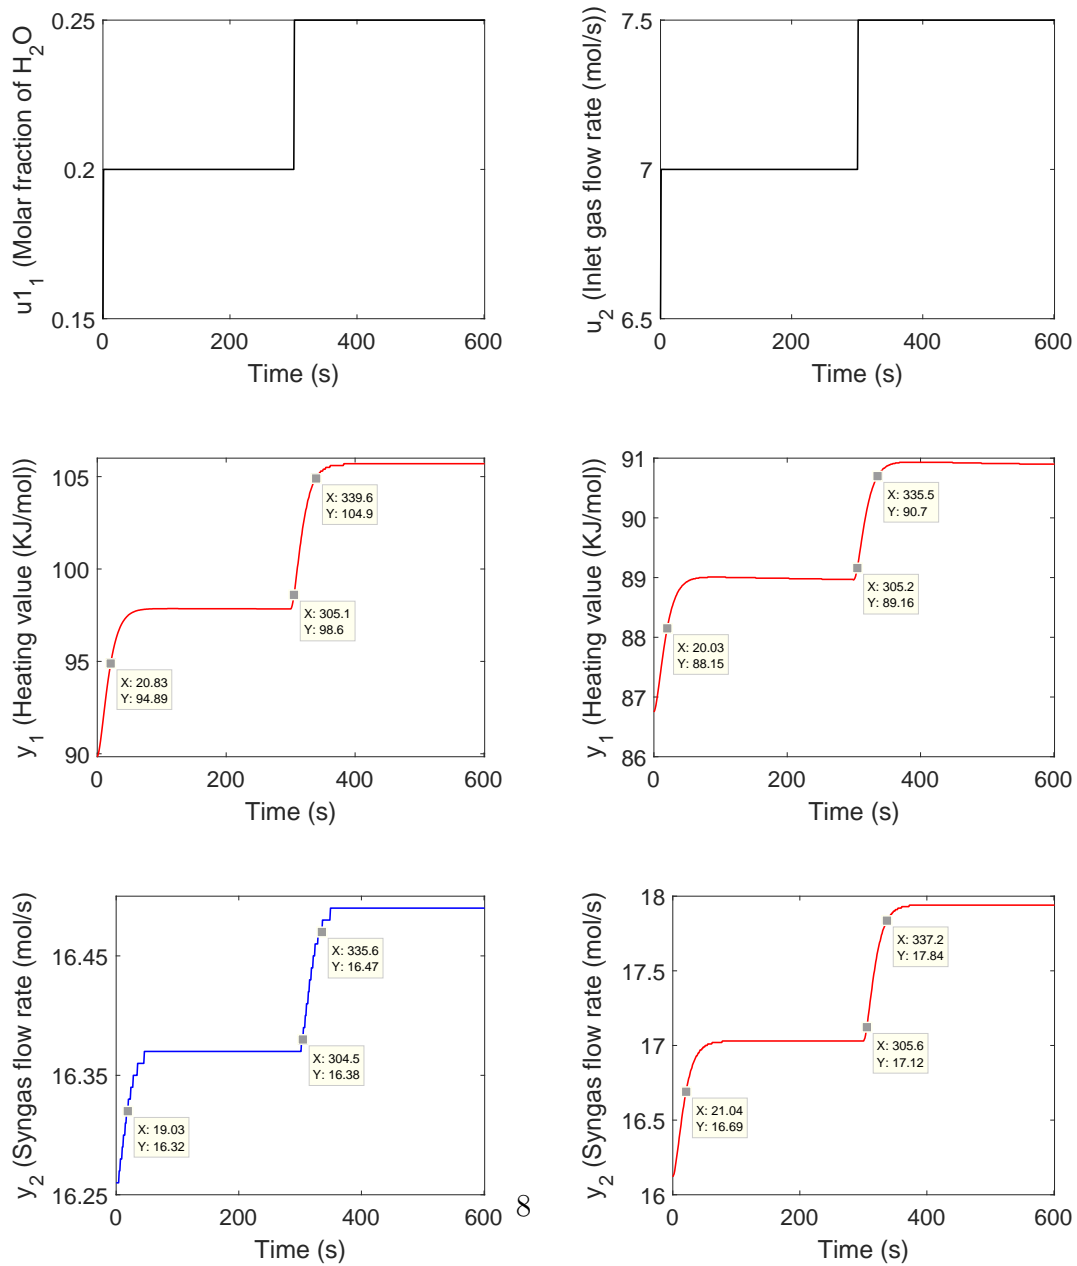 u1₁ (Molar fraction of H₂O
0.25
0.2
0.15
0 200 400 600
Time (s)
u₂ (Inlet gas flow rate (mol/s))
7.5
7
6.5
0 200 400 600
Time (s)
y₁ (Heating value (KJ/mol))
105
100
95
90
X: 339.6
Y: 104.9
X: 305.1
Y: 98.6
X: 20.83
Y: 94.89
0 200 400 600
Time (s)
y₁ (Heating value (KJ/mol))
91
90
89
88
87
86
X: 335.5
Y: 90.7
X: 305.2
Y: 89.16
X: 20.03
Y: 88.15
0 200 400 600
Time (s)
y₂ (Syngas flow rate (mol/s)
16.45
16.35
16.25
X: 335.6
Y: 16.47
X: 304.5
Y: 16.38
X: 19.03
Y: 16.32
0 200 400 600
Time (s)
y₂ (Syngas flow rate (mol/s)
18
17.5
17
16.5
16
X: 337.2
Y: 17.84
X: 305.6
Y: 17.12
X: 21.04
Y: 16.69
0 200 400 600
Time (s)
8